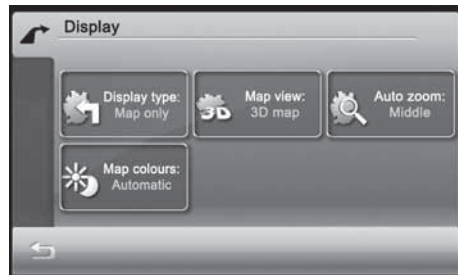 Display
Display type:
Map only
Map view:
3D map
Auto zoom:
Middle
3D
Map colours:
Automatic